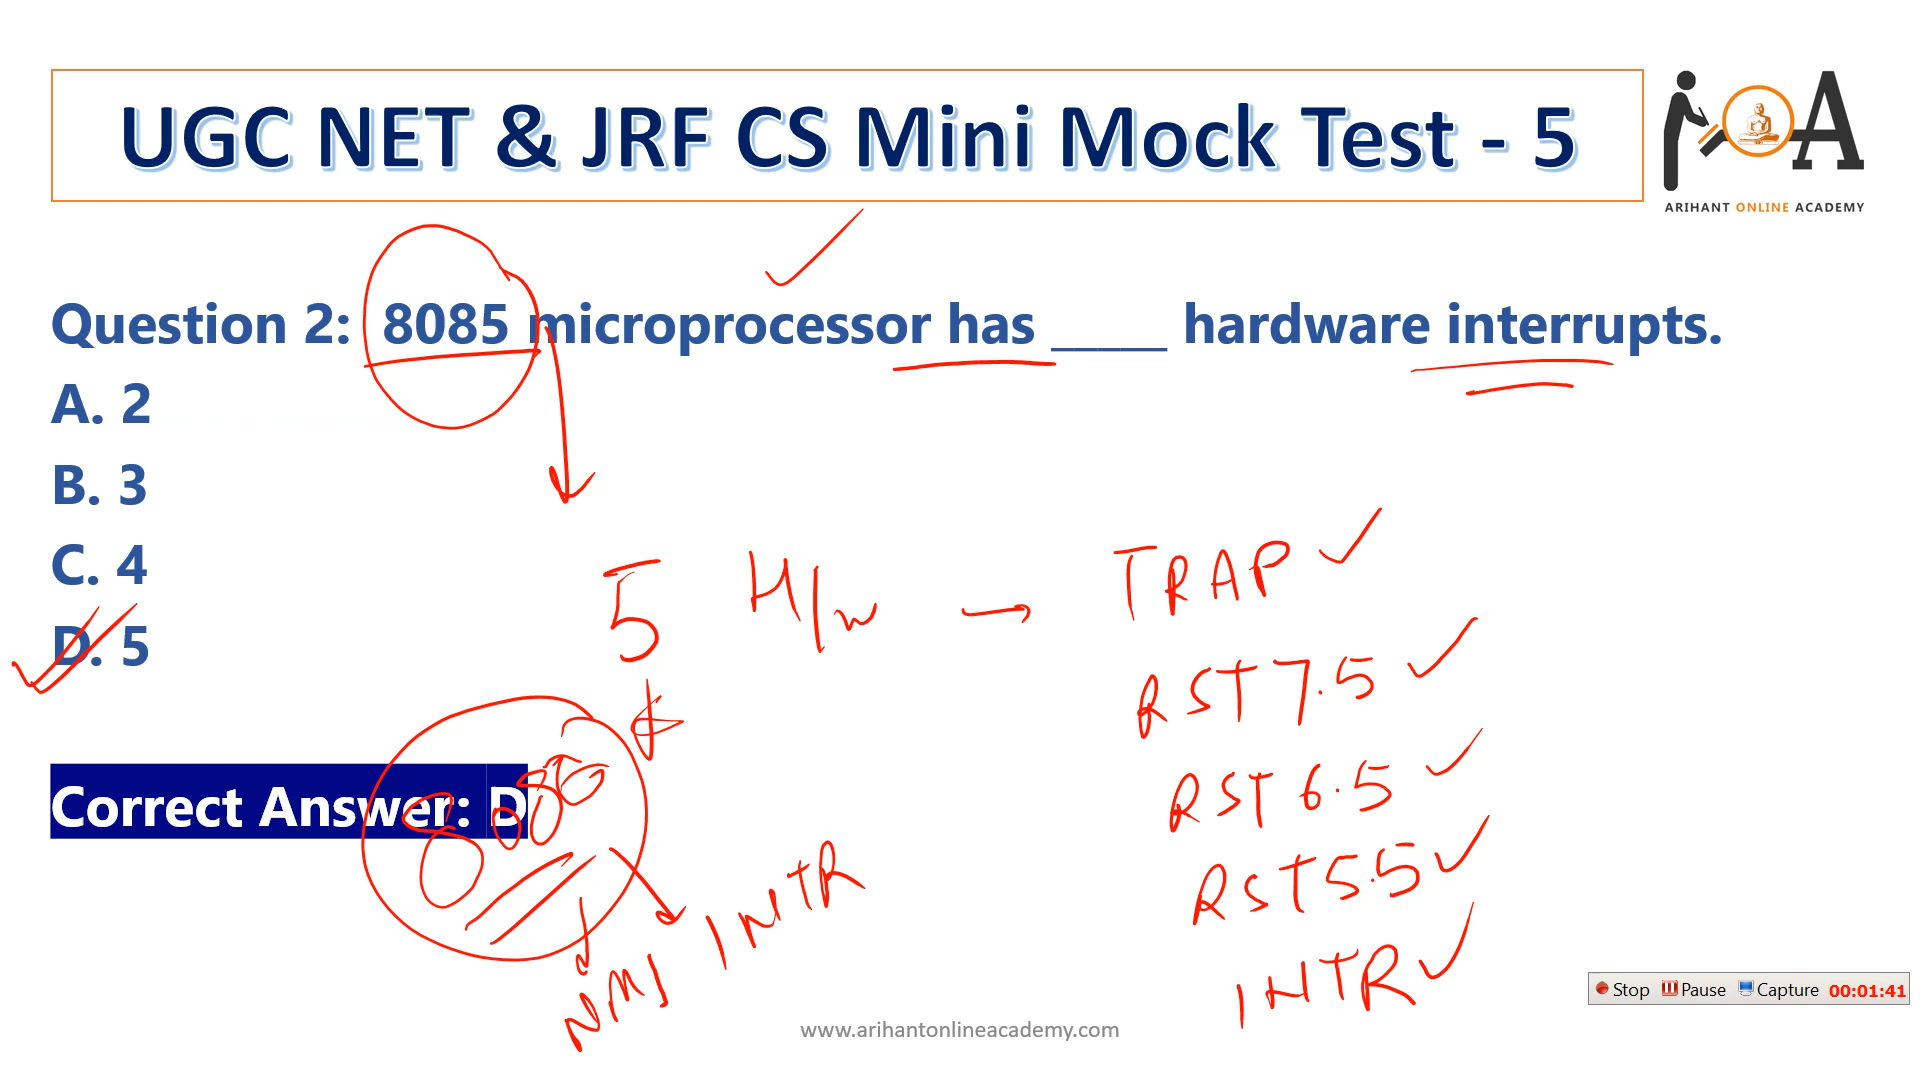 UGC NET & JRF CS Mini Mock Test - 5
ARIHANT ONLINE ACADEMY
Question 2: 8085 microprocessor has _____ hardware interrupts.
A. 2
B. 3
C. 4
D. 5
5 H/w → TRAP ✓
RST 7.5 ✓
RST 6.5 ✓
RST 5.5 ✓
INTR ✓
Correct Answer: D
8086
NMI
INTR
Stop Pause Capture 00:01:41
www.arihantonlineacademy.com